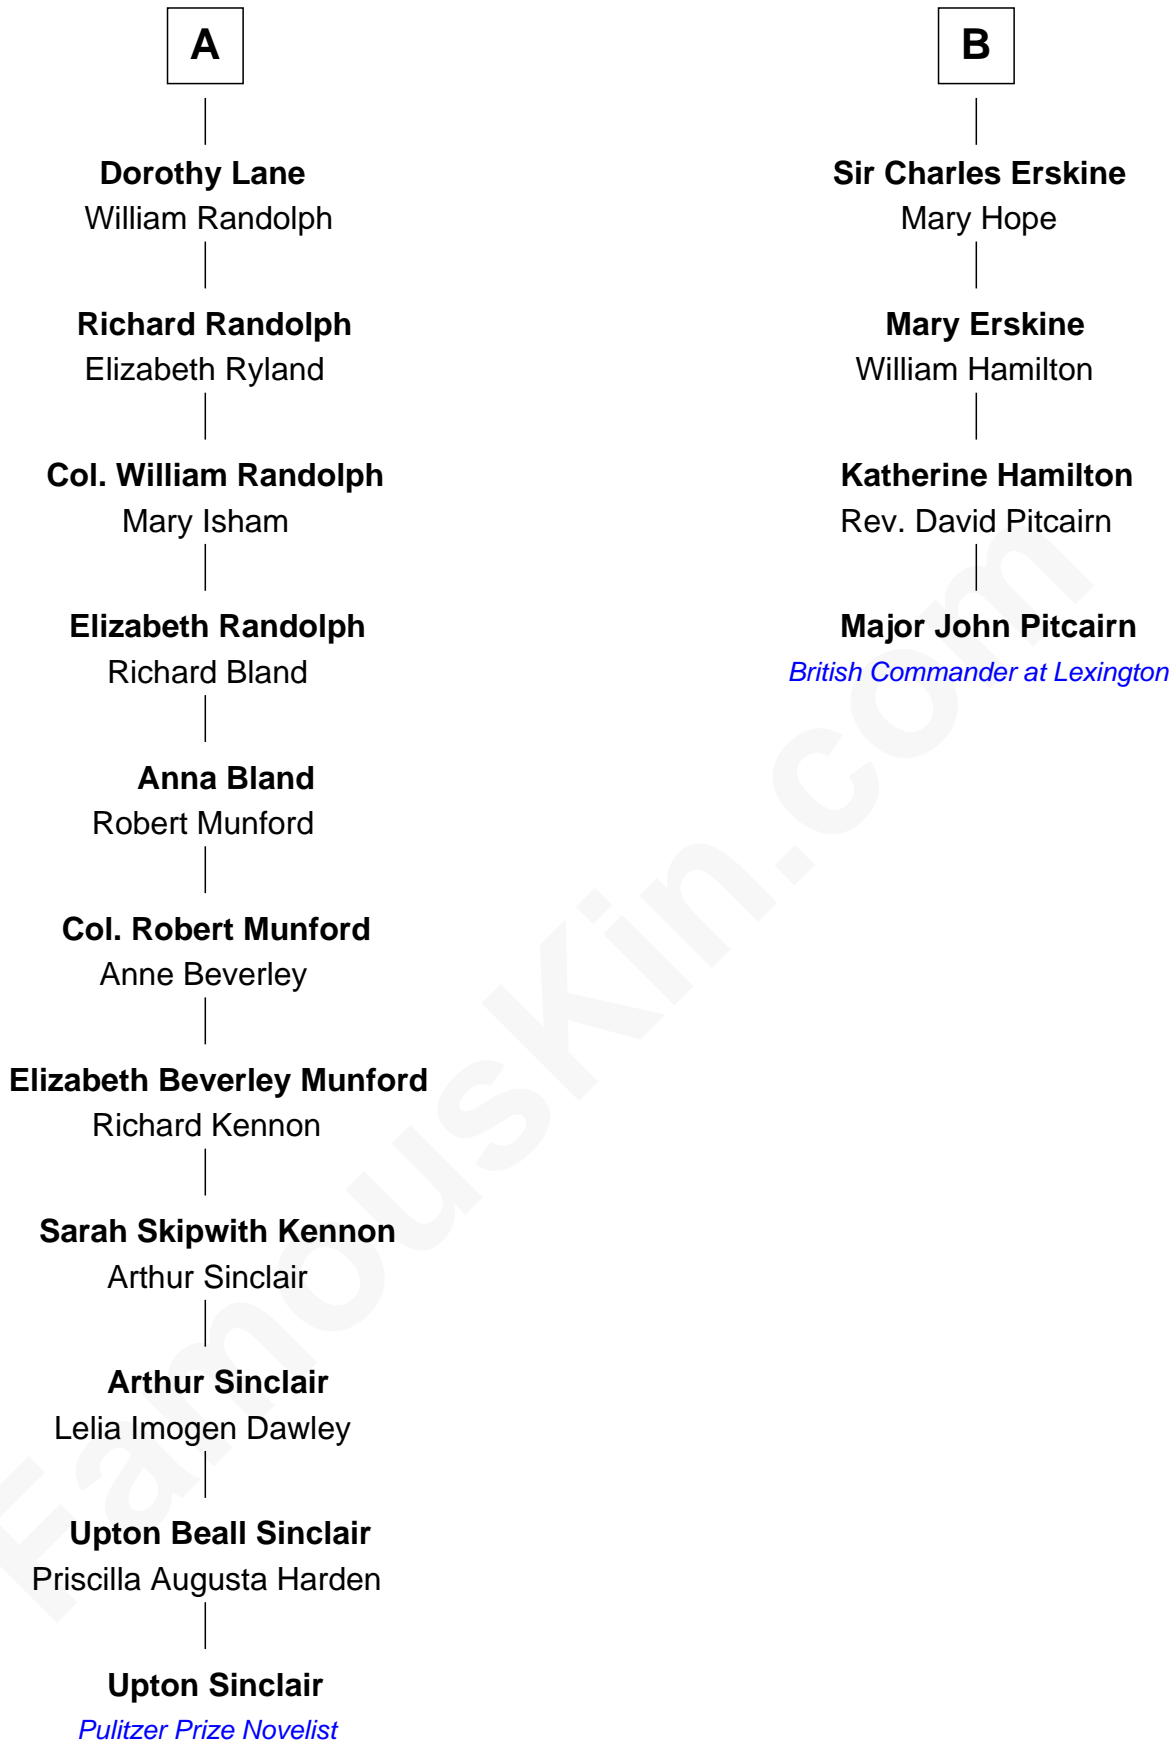 A
Dorothy Lane
William Randolph
Richard Randolph
Elizabeth Ryland
Col. William Randolph
Mary Isham
Elizabeth Randolph
Richard Bland
Anna Bland
Robert Munford
Col. Robert Munford
Anne Beverley
Elizabeth Beverley Munford
Richard Kennon
Sarah Skipwith Kennon
Arthur Sinclair
Arthur Sinclair
Lelia Imogen Dawley
Upton Beall Sinclair
Priscilla Augusta Harden
Upton Sinclair
Pulitzer Prize Novelist
B
Sir Charles Erskine
Mary Hope
Mary Erskine
William Hamilton
Katherine Hamilton
Rev. David Pitcairn
Major John Pitcairn
British Commander at Lexington
FamousKin.com